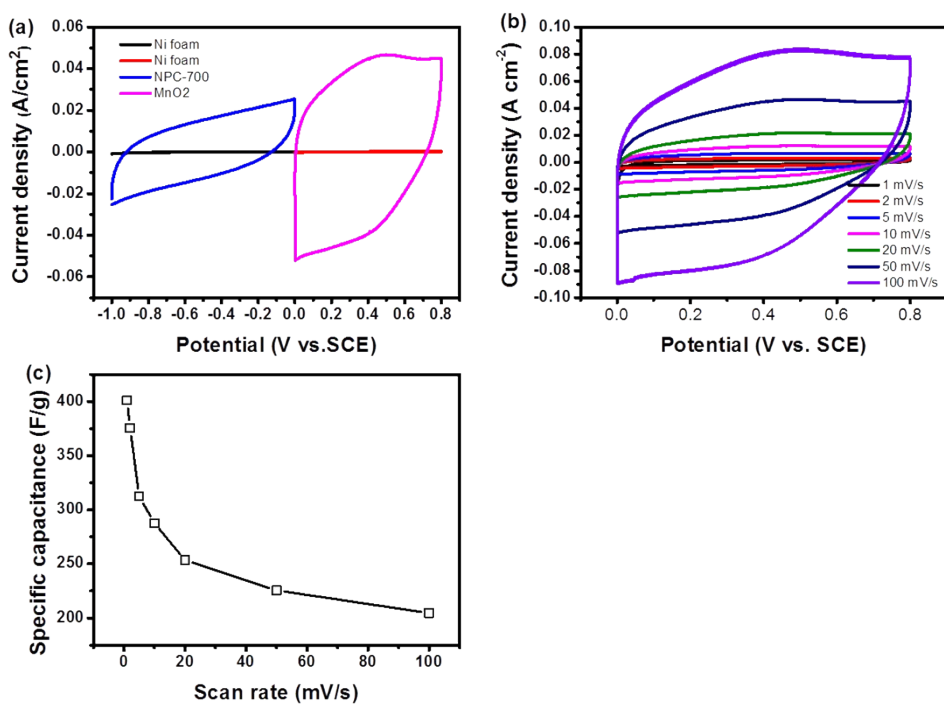 (a)
Ni foam
Ni foam
NPC-700
MnO2
Current density (A/cm²)
0.06
0.04
0.02
0.00
-0.02
-0.04
-0.06
-1.0 -0.8 -0.6 -0.4 -0.2 0.0 0.2 0.4 0.6 0.8
Potential (V vs.SCE)
(b)
Current density (A cm⁻²)
0.10
0.08
0.06
0.04
0.02
0.00
-0.02
-0.04
-0.06
-0.08
-0.10
1 mV/s
2 mV/s
5 mV/s
10 mV/s
20 mV/s
50 mV/s
100 mV/s
0.0 0.2 0.4 0.6 0.8
Potential (V vs. SCE)
(c)
Specific capacitance (F/g)
400
350
300
250
200
0 20 40 60 80 100
Scan rate (mV/s)